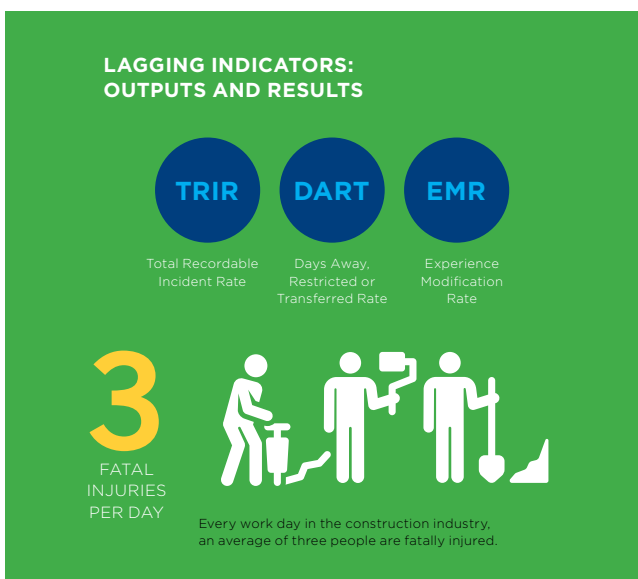 LAGGING INDICATORS:
OUTPUTS AND RESULTS
TRIR
DART
EMR
Total Recordable
Incident Rate
Days Away,
Restricted or
Transferred Rate
Experience
Modification
Rate
3
FATAL
INJURIES
PER DAY
Every work day in the construction industry,
an average of three people are fatally injured.